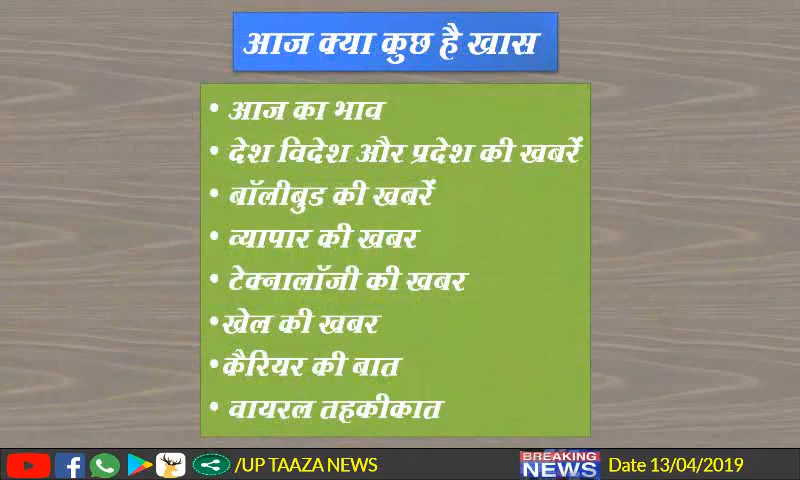 आज क्या कुछ है खास
• आज का भाव
• देश विदेश और प्रदेश की खबरें
• बॉलीबुड की खबरें
• व्यापार की खबर
• टेक्नालॉजी की खबर
•खेल की खबर
•कैरियर की बात
• वायरल तहकीकात
/UP TAAZA NEWS
BREAKING
NEWS
Date 13/04/2019